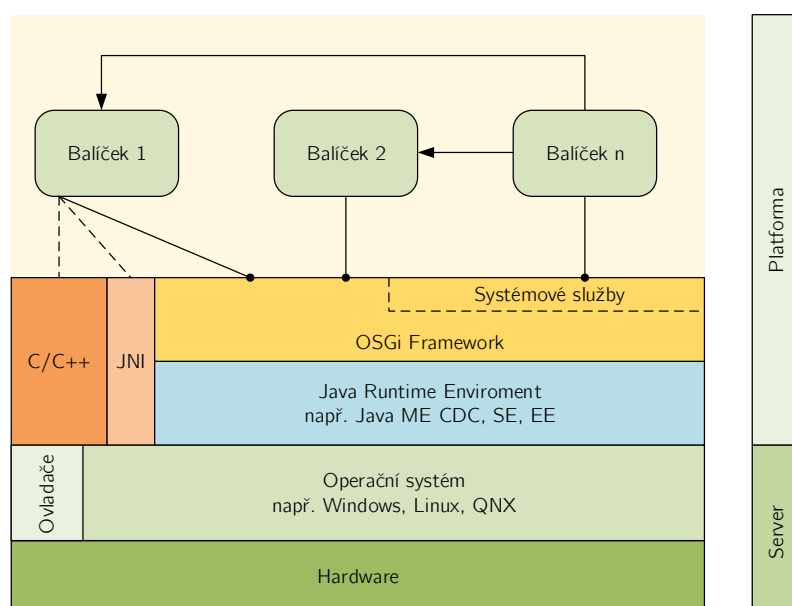 Balíček 1
Balíček 2
Balíček n
Platforma
Systémové služby
OSGi Framework
C/C++
JNI
Java Runtime Enviroment
např. Java ME CDC, SE, EE
Ovladače
Operační systém
např. Windows, Linux, QNX
Server
Hardware